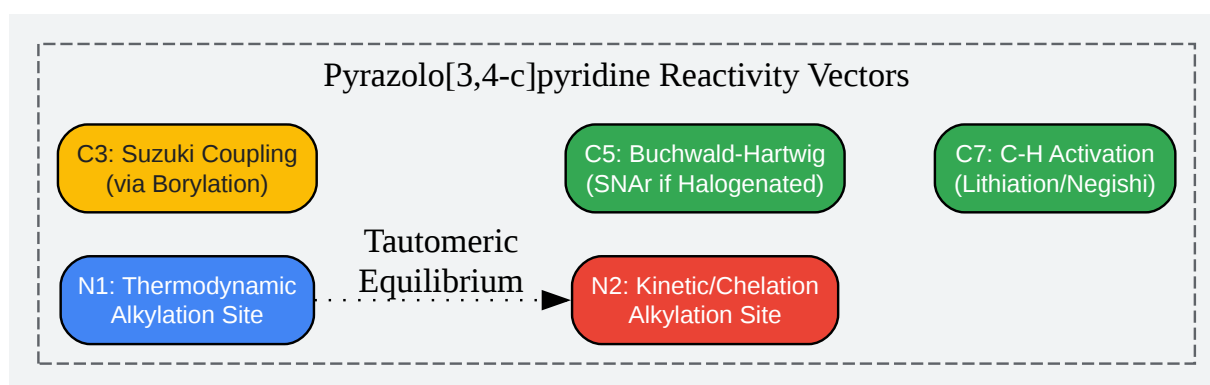 Pyrazolo[3,4-c]pyridine Reactivity Vectors
C3: Suzuki Coupling
(via Borylation)
C5: Buchwald-Hartwig
(SNAr if Halogenated)
C7: C-H Activation
(Lithiation/Negishi)
N1: Thermodynamic
Alkylation Site
Tautomeric
Equilibrium
N2: Kinetic/Chelation
Alkylation Site